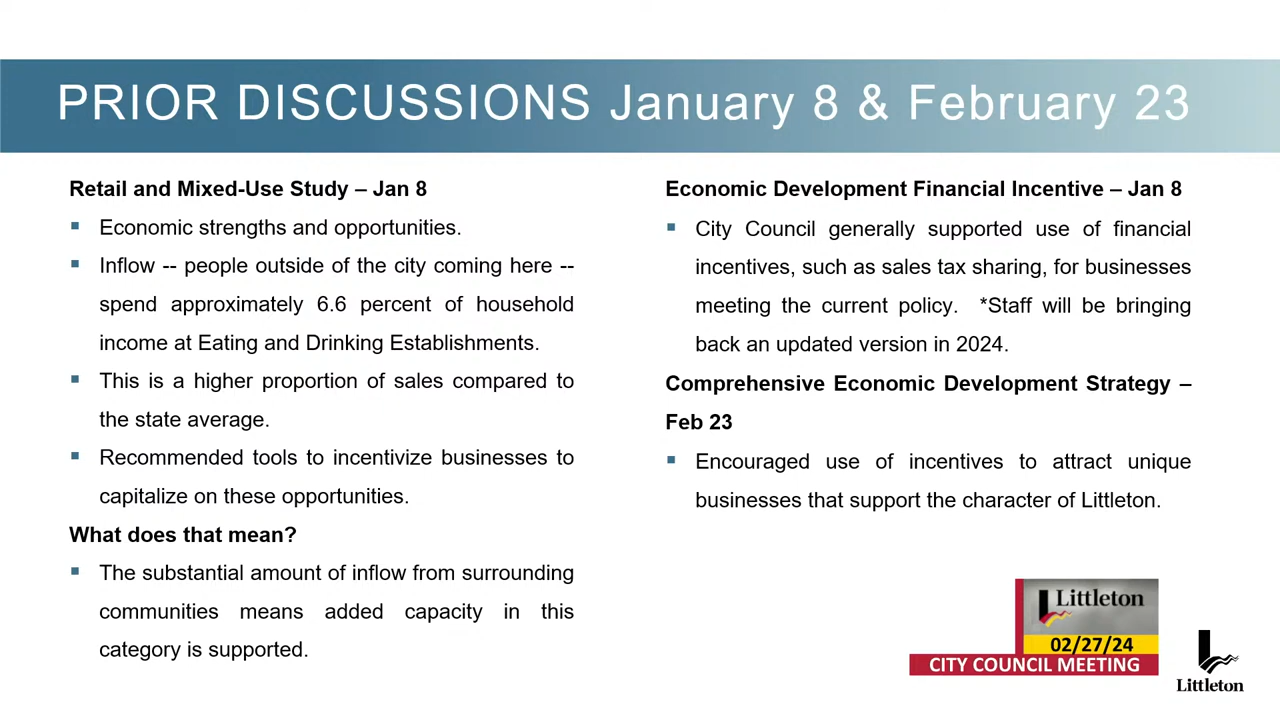 PRIOR DISCUSSIONS January 8 & February 23
Retail and Mixed-Use Study – Jan 8
▪ Economic strengths and opportunities.
▪ Inflow -- people outside of the city coming here --
spend approximately 6.6 percent of household
income at Eating and Drinking Establishments.
▪ This is a higher proportion of sales compared to
the state average.
▪ Recommended tools to incentivize businesses to
capitalize on these opportunities.
What does that mean?
▪ The substantial amount of inflow from surrounding
communities means added capacity in this
category is supported.
Economic Development Financial Incentive – Jan 8
▪ City Council generally supported use of financial
incentives, such as sales tax sharing, for businesses
meeting the current policy. *Staff will be bringing
back an updated version in 2024.
Comprehensive Economic Development Strategy –
Feb 23
▪ Encouraged use of incentives to attract unique
businesses that support the character of Littleton.
Littleton
02/27/24
CITY COUNCIL MEETING
Littleton